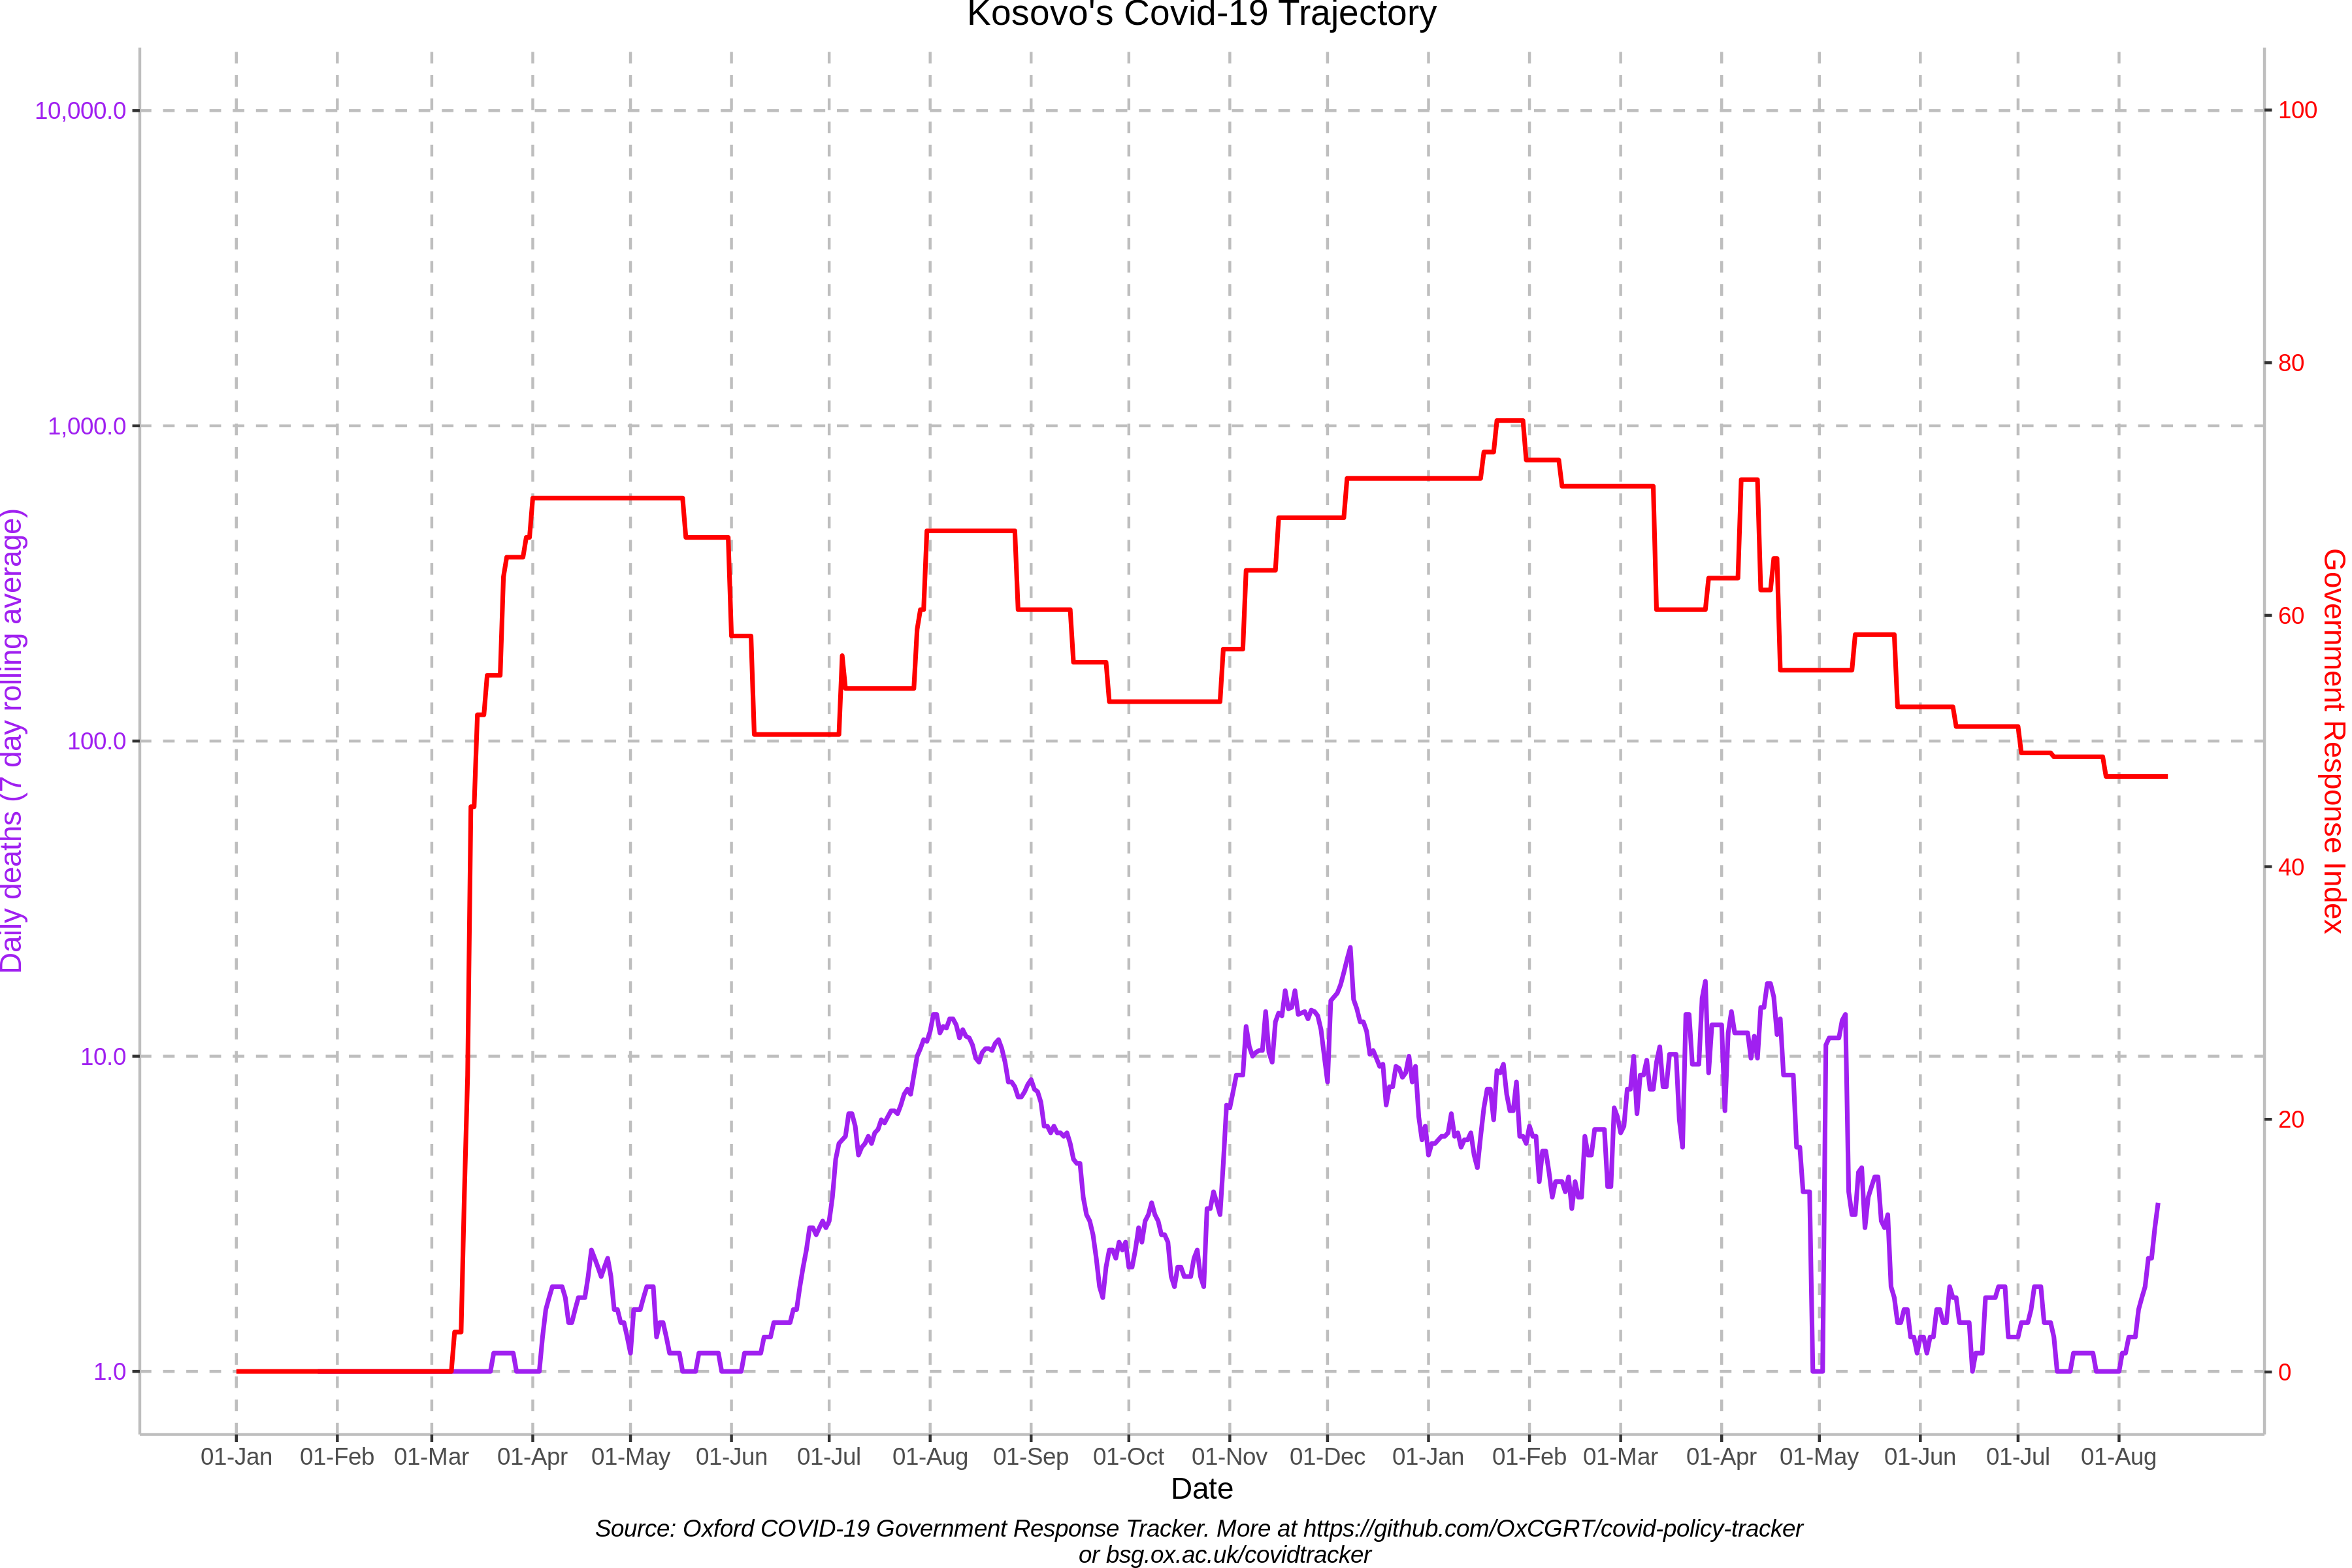 Kosovo's Covid-19 Trajectory
10,000.0
1,000.0
100.0
10.0
1.0
Daily deaths (7 day rolling average)
100
80
60
40
20
0
Government Response Index
01-Jan 01-Feb 01-Mar 01-Apr 01-May 01-Jun 01-Jul 01-Aug 01-Sep 01-Oct 01-Nov 01-Dec 01-Jan 01-Feb 01-Mar 01-Apr 01-May 01-Jun 01-Jul 01-Aug
Date
Source: Oxford COVID-19 Government Response Tracker. More at https://github.com/OxCGRT/covid-policy-tracker
or bsg.ox.ac.uk/covidtracker